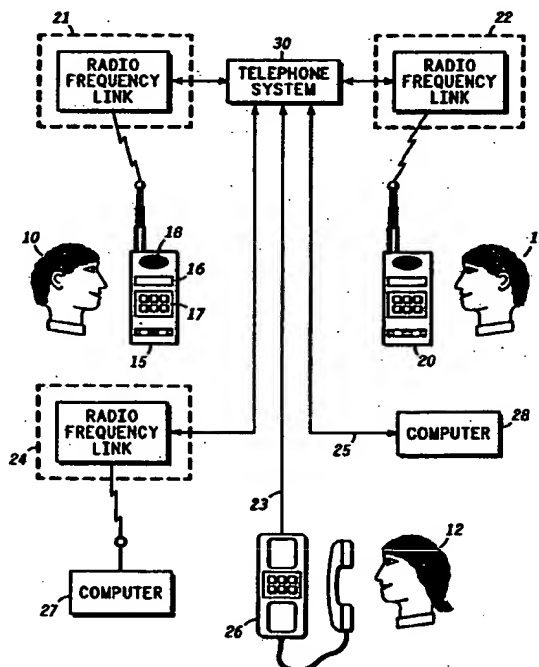 21
30
22
RADIO
FREQUENCY
LINK
TELEPHONE
SYSTEM
RADIO
FREQUENCY
LINK
10
18
16
17
15
20
1
RADIO
FREQUENCY
LINK
24
COMPUTER
28
25
23
12
COMPUTER
27
26